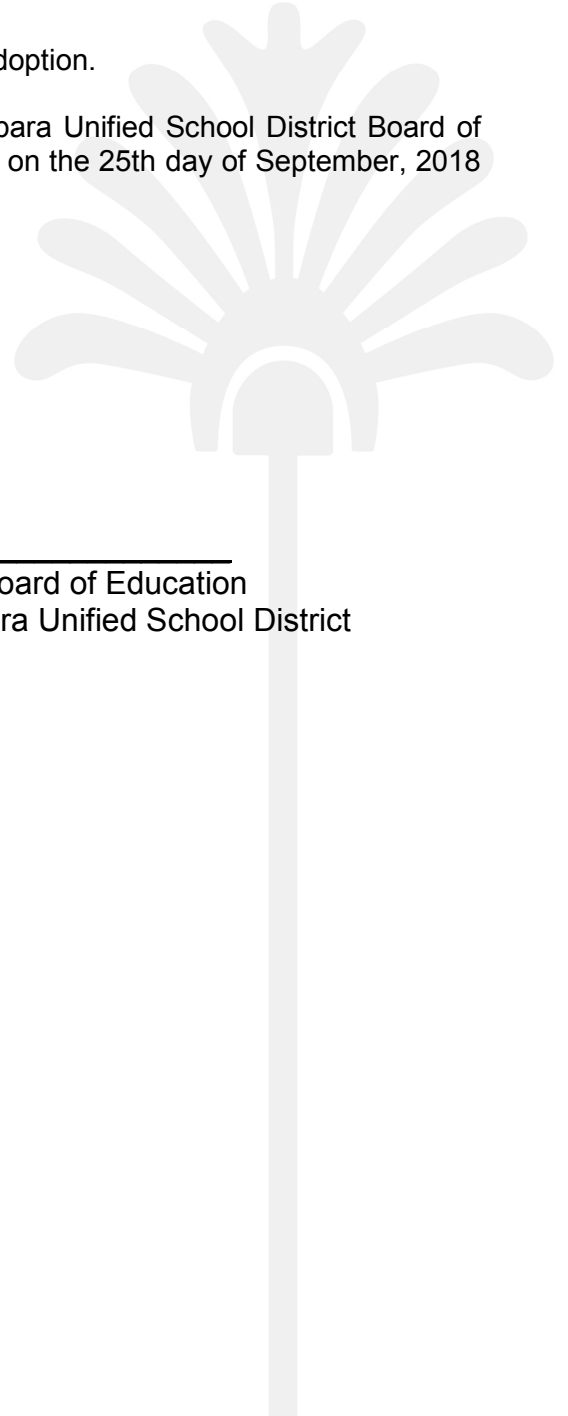 doption.
bara Unified School District Board of
on the 25th day of September, 2018
oard of Education
ra Unified School District